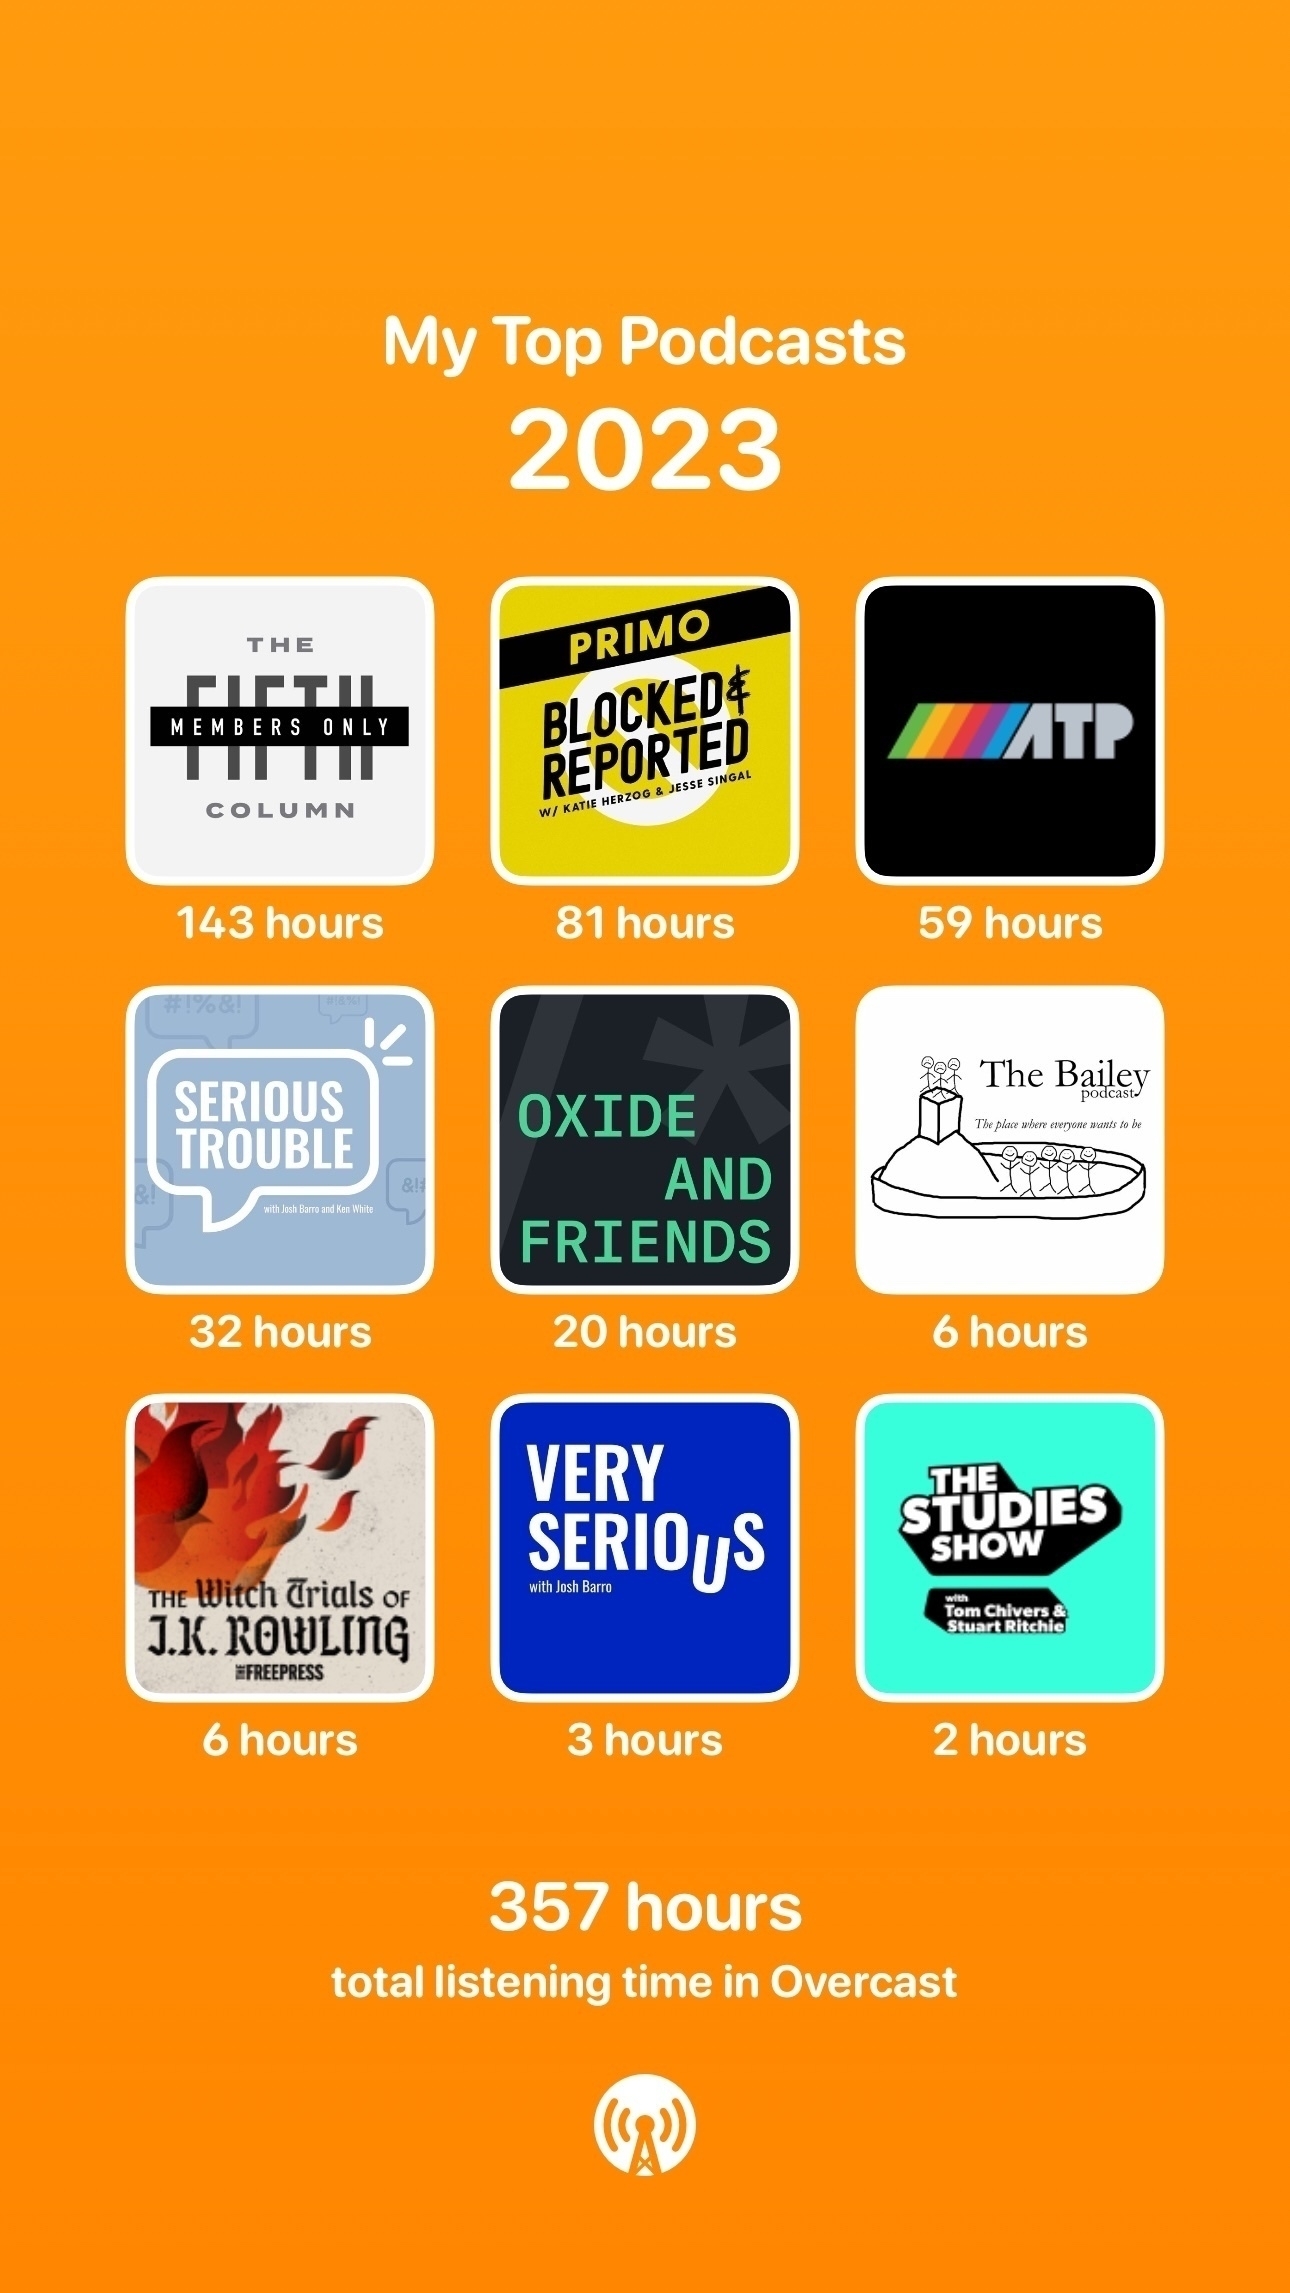 My Top Podcasts
2023
THE
FIFTH
MEMBERS ONLY
COLUMN
143 hours
PRIMO
BLOCKED&
REPORTED
W/ KATIE HERZOG & JESSE SINGAL
81 hours
ATP
59 hours
#!%&!
#!%&!
SERIOUS
TROUBLE
&!
&!#
with Josh Barro and Ken White
32 hours
OXIDE
AND
FRIENDS
20 hours
The Bailey
podcast
The place where everyone wants to be
6 hours
THE Witch Trials OF
J.K. ROWLING
THE FREEPRESS
6 hours
VERY
SERIOUS
with Josh Barro
3 hours
THE
STUDIES
SHOW
with
Tom Chivers &
Stuart Ritchie
2 hours
357 hours
total listening time in Overcast